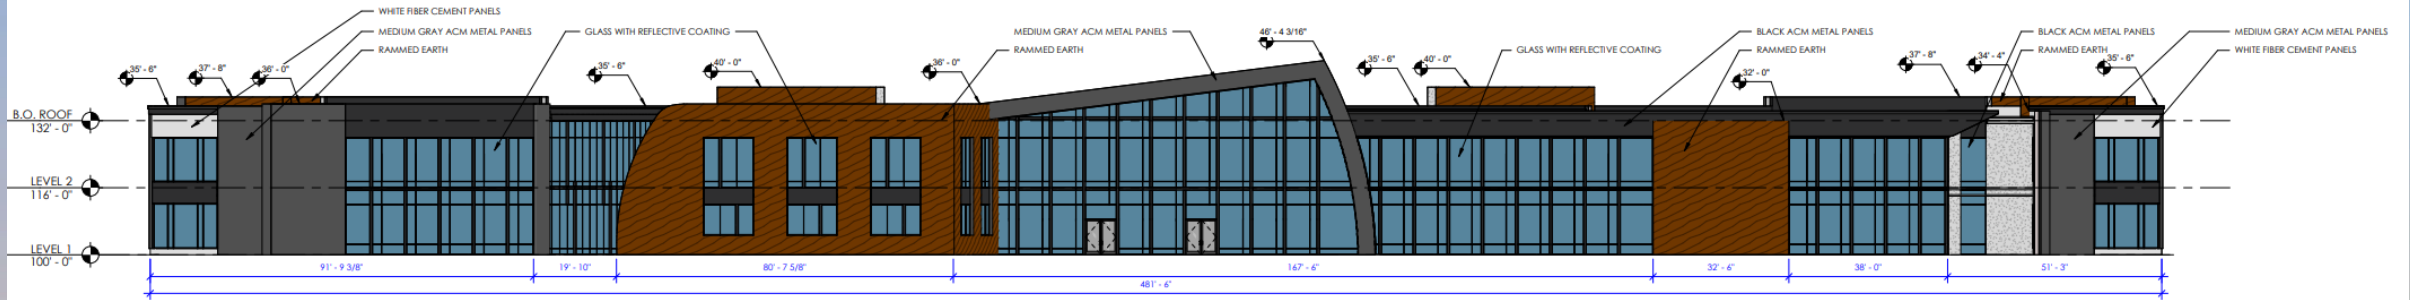 WHITE FIBER CEMENT PANELS
MEDIUM GRAY ACM METAL PANELS
RAMMED EARTH
GLASS WITH REFLECTIVE COATING
MEDIUM GRAY ACM METAL PANELS
RAMMED EARTH
46' - 4 3/16"
GLASS WITH REFLECTIVE COATING
BLACK ACM METAL PANELS
RAMMED EARTH
BLACK ACM METAL PANELS
RAMMED EARTH
MEDIUM GRAY ACM METAL PANELS
WHITE FIBER CEMENT PANELS
35' - 6"
37' - 8"
36' - 0"
35' - 6"
40' - 0"
36' - 0"
35' - 6"
40' - 0"
32' - 0"
37' - 8"
34' - 4"
35' - 6"
B.O. ROOF
132' - 0"
LEVEL 2
116' - 0"
LEVEL 1
100' - 0"
91' - 9 3/8"
19' - 10"
80' - 7 5/8"
167' - 6"
32' - 6"
38' - 0"
51' - 3"
481' - 6"